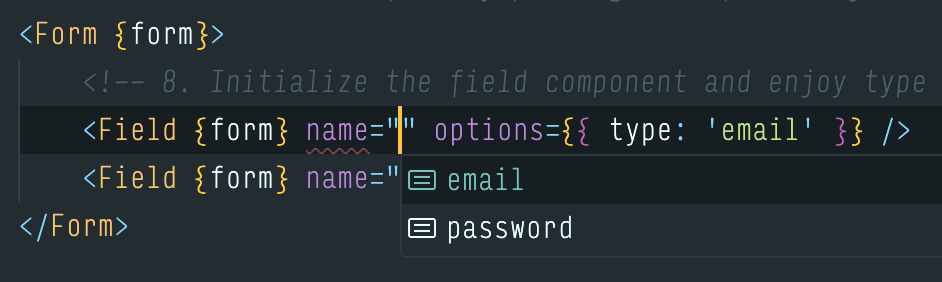 <Form {form}>
<!-- 8. Initialize the field component and enjoy type
<Field {form} name="" options={{ type: 'email' }} />
<Field {form} name="
email
password
</Form>